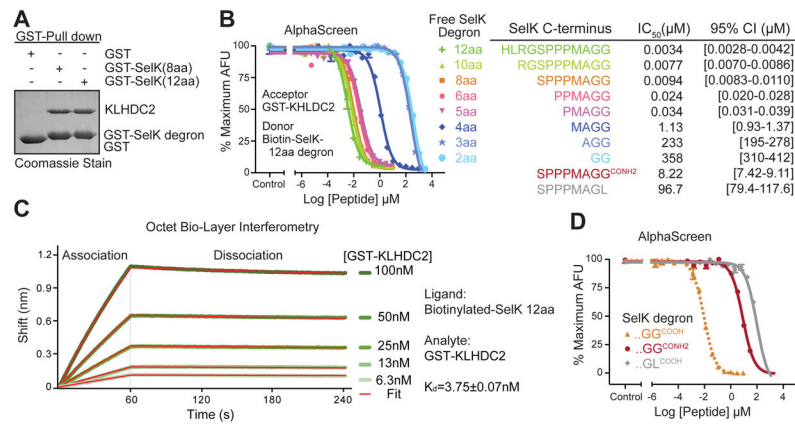 A
GST-Pull down
+ GST
+ GST-SelK(8aa)
+ GST-SelK(12aa)
KLHDC2
GST-SelK degron
GST
Coomassie Stain
B
AlphaScreen
% Maximum AFU
100
75
50
25
0
Acceptor
GST-KHLDC2
Donor
Biotin-SelK-
12aa degron
Control -6 -4 -2 0 2 4
Log [Peptide] μM
Free SelK
Degron
SelK C-terminus IC50(μM) 95% CI (μM)
12aa HLRGSPPPMAGG 0.0034 [0.0028-0.0042]
10aa RGSPPPMAGG 0.0077 [0.0070-0.0086]
8aa SPPPMAGG 0.0094 [0.0083-0.0110]
6aa PPMAGG 0.024 [0.020-0.028]
5aa PMAGG 0.034 [0.031-0.039]
4aa MAGG 1.13 [0.93-1.37]
3aa AGG 233 [195-278]
2aa GG 358 [310-412]
SPPPMAGG^CONH2 8.22 [7.42-9.11]
SPPPMAGL 96.7 [79.4-117.6]
C
Octet Bio-Layer Interferometry
Association Dissociation
[GST-KLHDC2]
100nM
50nM
25nM
13nM
6.3nM
Fit
Shift (nm)
1.2
0.9
0.6
0.3
0
60 120 180 240
Time (s)
Ligand:
Biotinylated-SelK 12aa
Analyte:
GST-KLHDC2
Kd=3.75±0.07nM
D
AlphaScreen
% Maximum AFU
100
75
50
25
0
SelK degron
..GG^COOH
..GG^CONH2
..GL^COOH
Control -6 -4 -2 0 2 4
Log [Peptide] μM